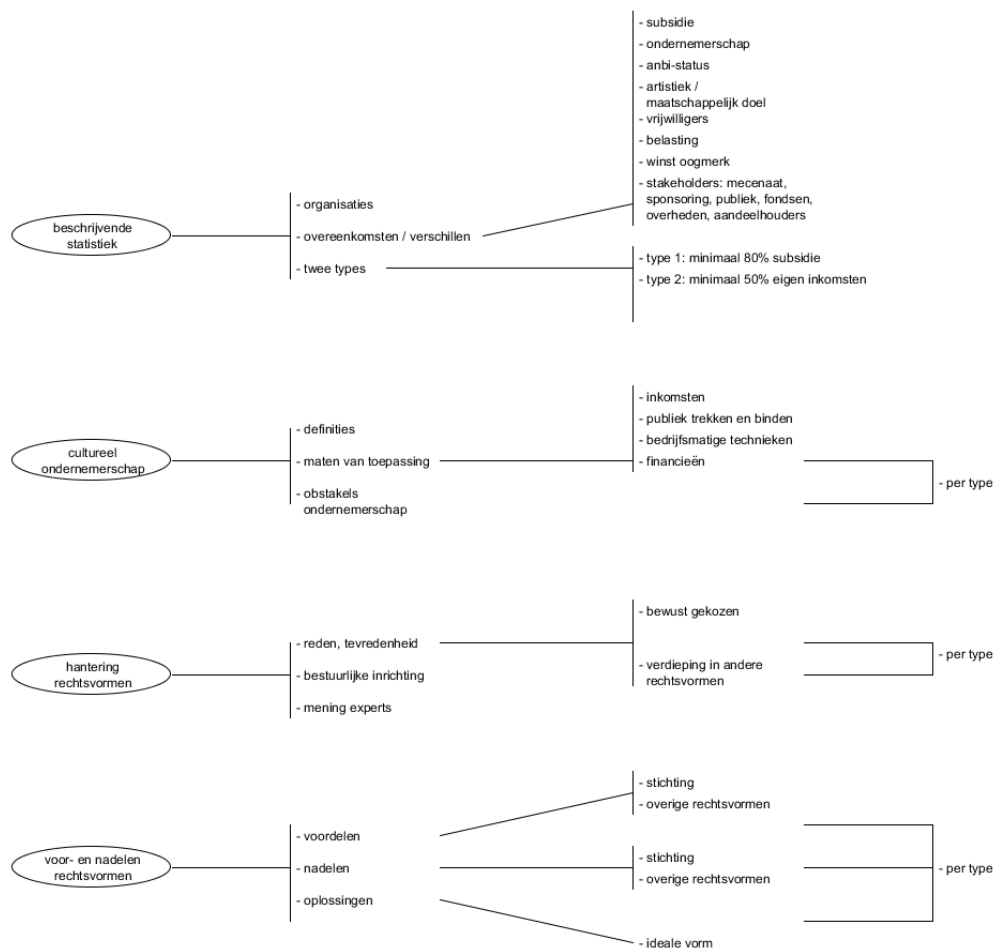 beschrijvende
statistiek
- organisaties
- overeenkomsten / verschillen
- twee types
- subsidie
- ondernemerschap
- anbi-status
- artistiek /
maatschappelijk doel
- vrijwilligers
- belasting
- winst oogmerk
- stakeholders: mecenaat,
sponsoring, publiek, fondsen,
overheden, aandeelhouders
- type 1: minimaal 80% subsidie
- type 2: minimaal 50% eigen inkomsten
cultureel
ondernemerschap
- definities
- maten van toepassing
- obstakels
ondernemerschap
- inkomsten
- publiek trekken en binden
- bedrijfsmatige technieken
- financieën
- per type
hantering
rechtsvormen
- reden, tevredenheid
- bestuurlijke inrichting
- mening experts
- bewust gekozen
- verdieping in andere
rechtsvormen
- per type
voor- en nadelen
rechtsvormen
- voordelen
- nadelen
- oplossingen
- stichting
- overige rechtsvormen
- stichting
- overige rechtsvormen
- ideale vorm
- per type